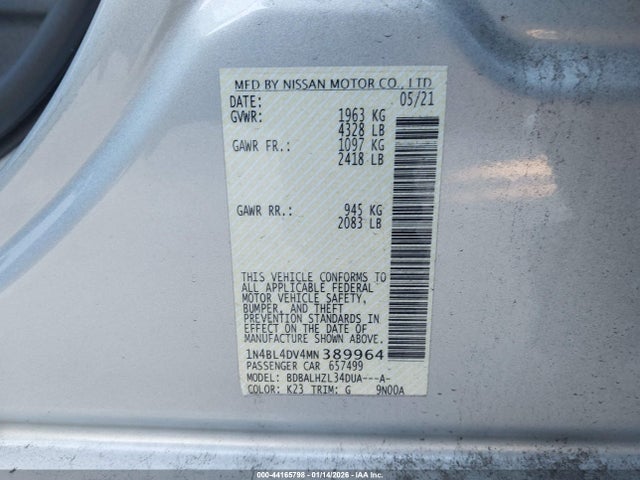 MFD BY NISSAN MOTOR CO., LTD
DATE: 05/21
GVWR: 1963 KG
4328 LB
GAWR FR.: 1097 KG
2418 LB
GAWR RR.: 945 KG
2083 LB
THIS VEHICLE CONFORMS TO
ALL APPLICABLE FEDERAL
MOTOR VEHICLE SAFETY,
BUMPER, AND THEFT
PREVENTION STANDARDS IN
EFFECT ON THE DATE OF
MANUFACTURE SHOWN ABOVE.
1N4BL4DV4MN389964
PASSENGER CAR 657499
MODEL: BDBALHZL34DUA---A-
COLOR: K23 TRIM: G 9N00A
000-44165798 - 01/14/2026 - IAA Inc.